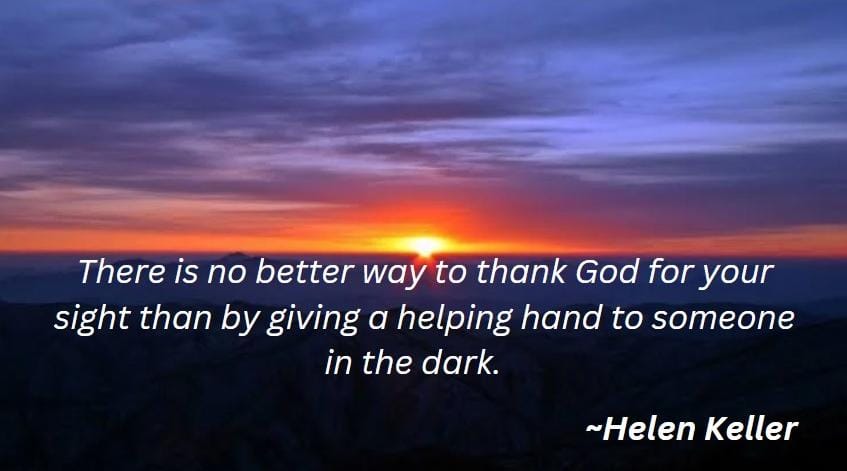 There is no better way to thank God for your
sight than by giving a helping hand to someone
in the dark.
~Helen Keller